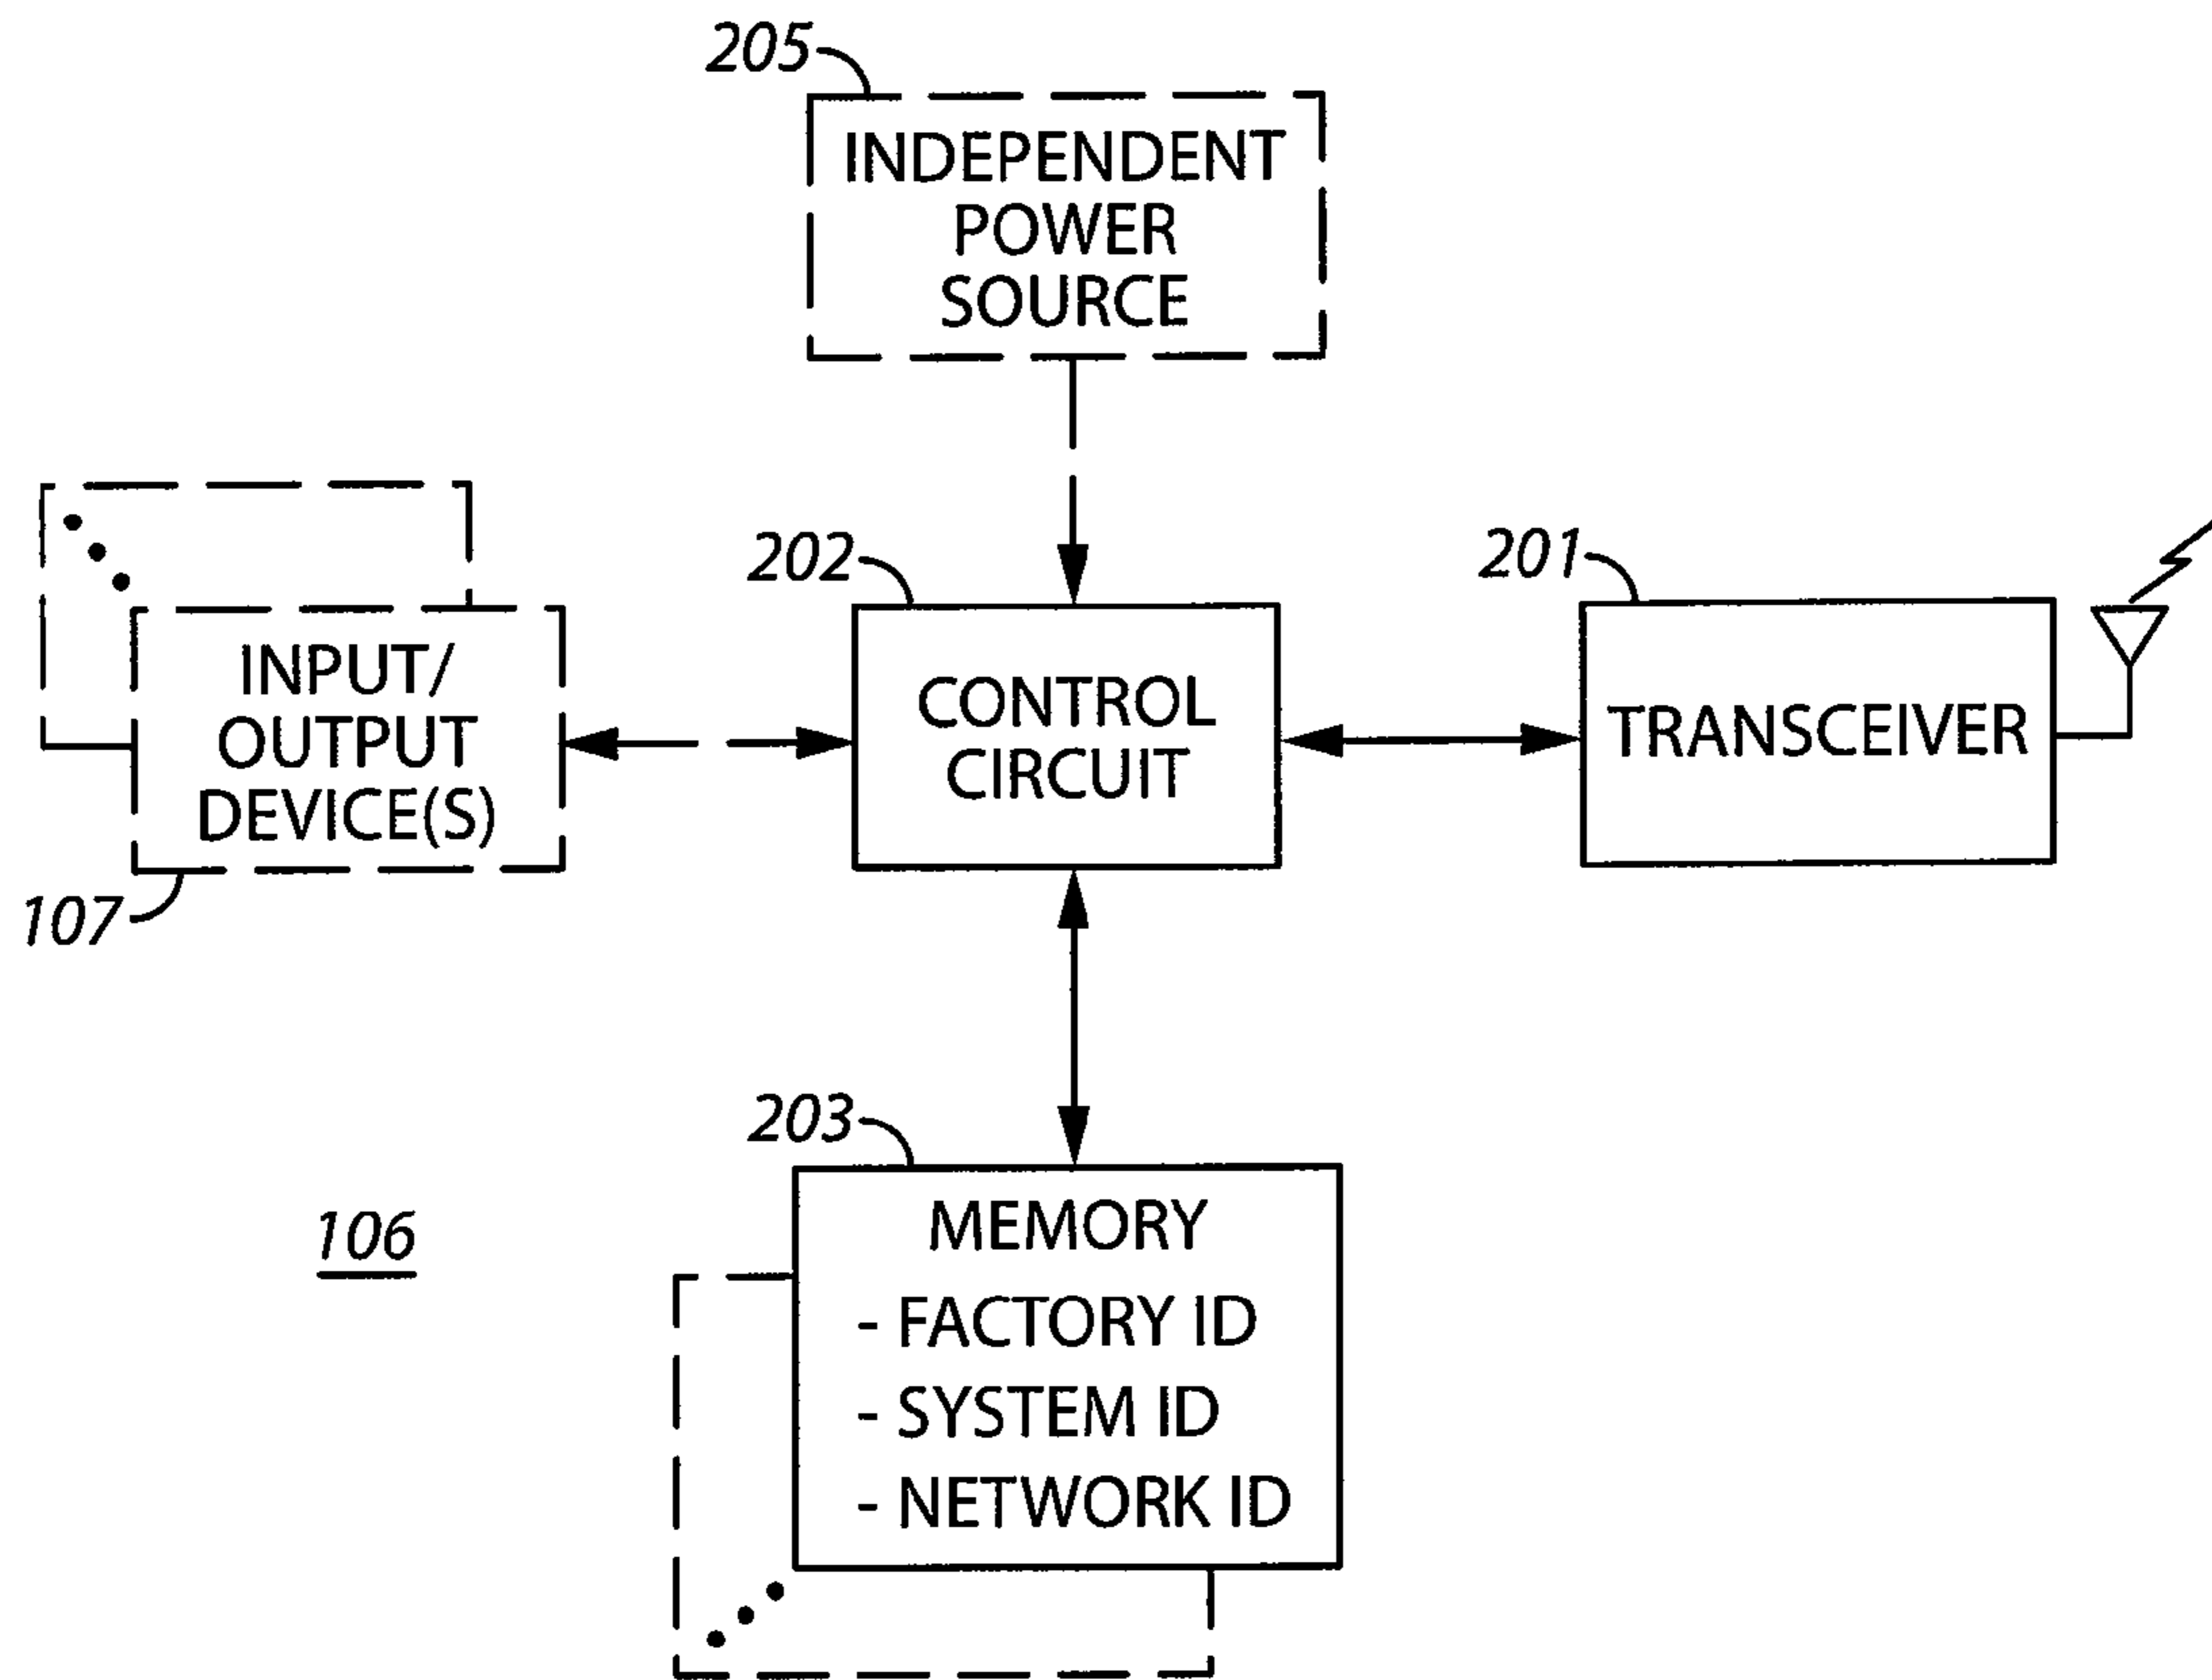 205
INDEPENDENT
POWER
SOURCE
202
201
INPUT/
OUTPUT
DEVICE(S)
CONTROL
CIRCUIT
TRANSCEIVER
107
203
106
MEMORY
- FACTORY ID
- SYSTEM ID
- NETWORK ID